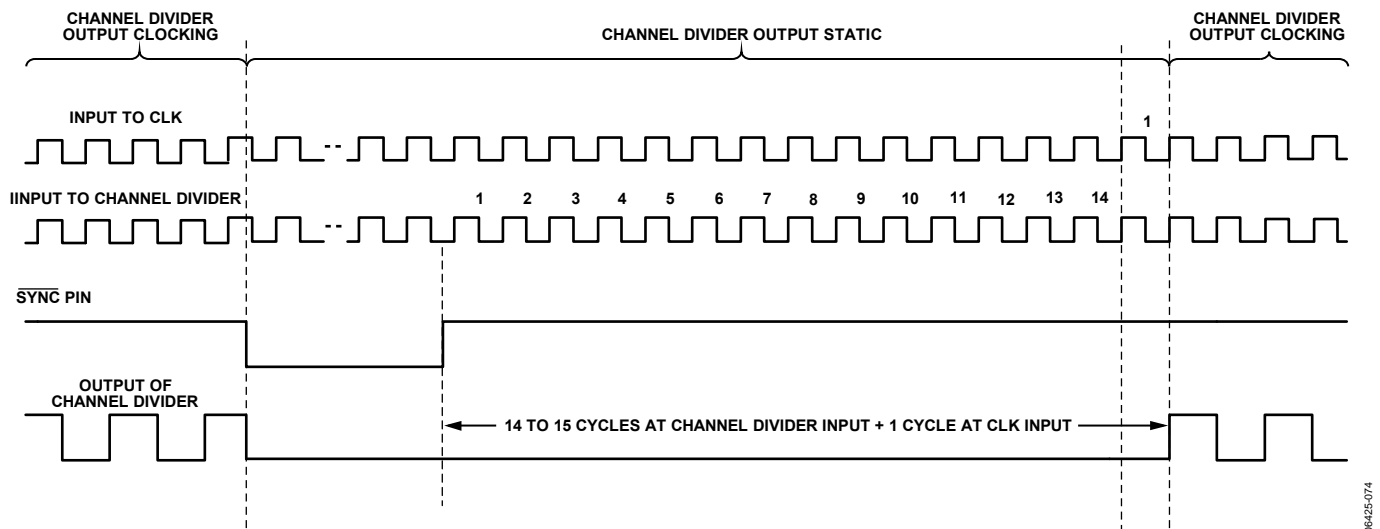 CHANNEL DIVIDER
OUTPUT CLOCKING
CHANNEL DIVIDER OUTPUT STATIC
CHANNEL DIVIDER
OUTPUT CLOCKING
INPUT TO CLK
1
IINPUT TO CHANNEL DIVIDER
1 2 3 4 5 6 7 8 9 10 11 12 13 14
SYNC PIN
OUTPUT OF
CHANNEL DIVIDER
14 TO 15 CYCLES AT CHANNEL DIVIDER INPUT + 1 CYCLE AT CLK INPUT
06425-074